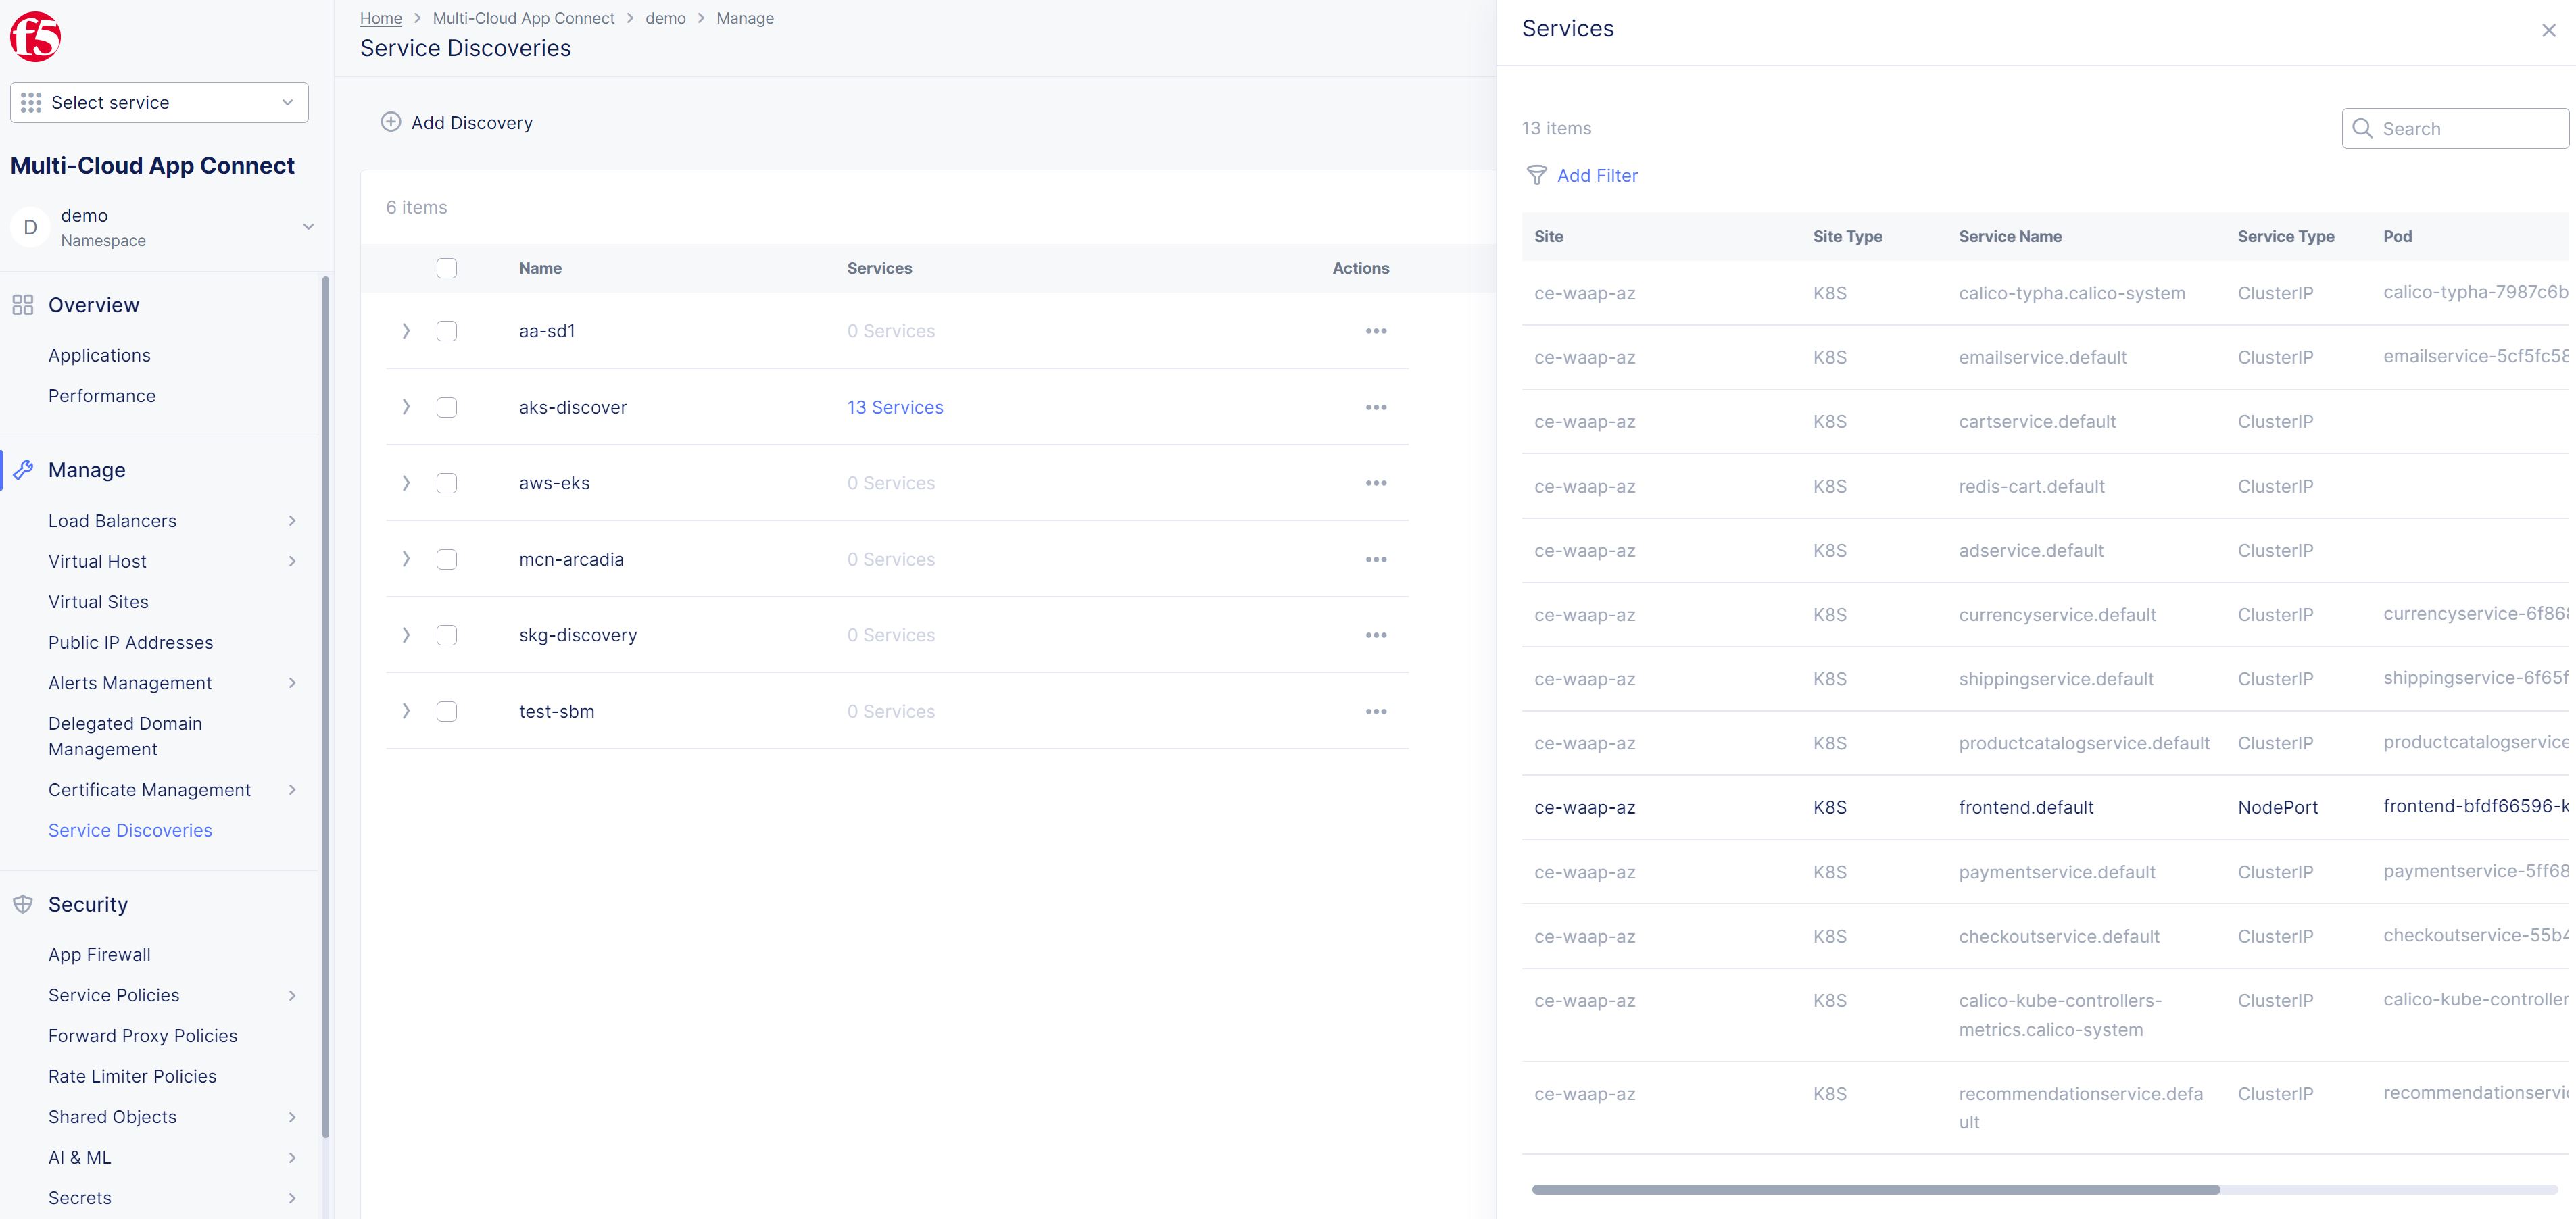 f5
Select service
Multi-Cloud App Connect
D
demo
Namespace
Overview
Applications
Performance
Manage
Load Balancers
Virtual Host
Virtual Sites
Public IP Addresses
Alerts Management
Delegated Domain
Management
Certificate Management
Service Discoveries
Security
App Firewall
Service Policies
Forward Proxy Policies
Rate Limiter Policies
Shared Objects
AI & ML
Secrets
Home > Multi-Cloud App Connect > demo > Manage
Service Discoveries
Add Discovery
6 items
Name Services Actions
aa-sd1 0 Services
aks-discover 13 Services
aws-eks 0 Services
mcn-arcadia 0 Services
skg-discovery 0 Services
test-sbm 0 Services
Services
13 items
Search
Add Filter
Site Site Type Service Name Service Type Pod
ce-waap-az K8S calico-typha.calico-system ClusterIP calico-typha-7987c6b
ce-waap-az K8S emailservice.default ClusterIP emailservice-5cf5fc58
ce-waap-az K8S cartservice.default ClusterIP
ce-waap-az K8S redis-cart.default ClusterIP
ce-waap-az K8S adservice.default ClusterIP
ce-waap-az K8S currencyservice.default ClusterIP currencyservice-6f868
ce-waap-az K8S shippingservice.default ClusterIP shippingservice-6f65f
ce-waap-az K8S productcatalogservice.default ClusterIP productcatalogservice
ce-waap-az K8S frontend.default NodePort frontend-bfdf66596-k
ce-waap-az K8S paymentservice.default ClusterIP paymentservice-5ff68
ce-waap-az K8S checkoutservice.default ClusterIP checkoutservice-55b4
ce-waap-az K8S calico-kube-controllers- ClusterIP calico-kube-controller
metrics.calico-system
ce-waap-az K8S recommendationservice.defa ClusterIP recommendationservi
ult